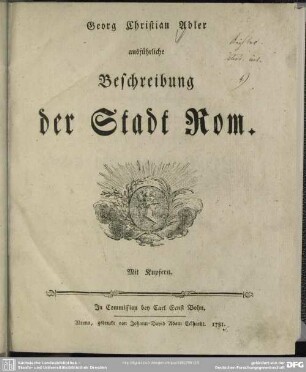 Georg Christian Adler
ausführliche
Beschreibung
der Stadt Rom.
Mit Kupfern.
In Commißion bey Carl Ernst Bohn.
Altona, gedruckt von Johann David Adam Eckhardt. 1781.